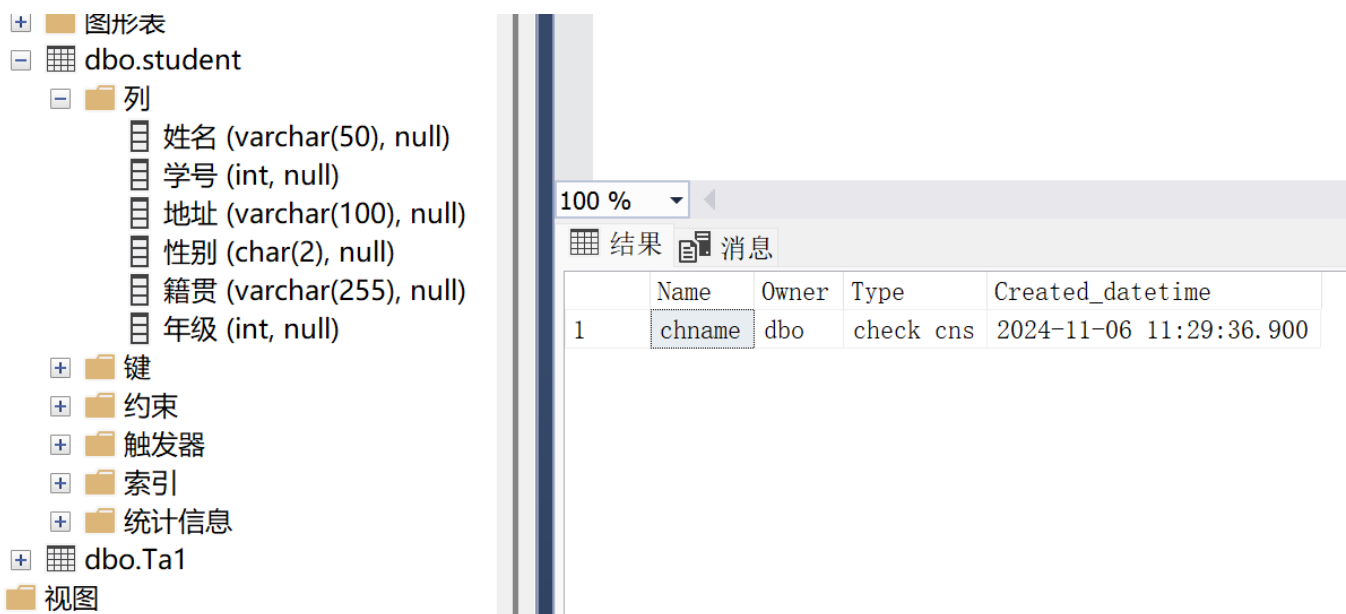 图形表
dbo.student
列
姓名 (varchar(50), null)
学号 (int, null)
地址 (varchar(100), null)
性别 (char(2), null)
籍贯 (varchar(255), null)
年级 (int, null)
键
约束
触发器
索引
统计信息
dbo.Ta1
视图
100 %
结果 消息
Name Owner Type Created_datetime
1 chname dbo check cns 2024-11-06 11:29:36.900